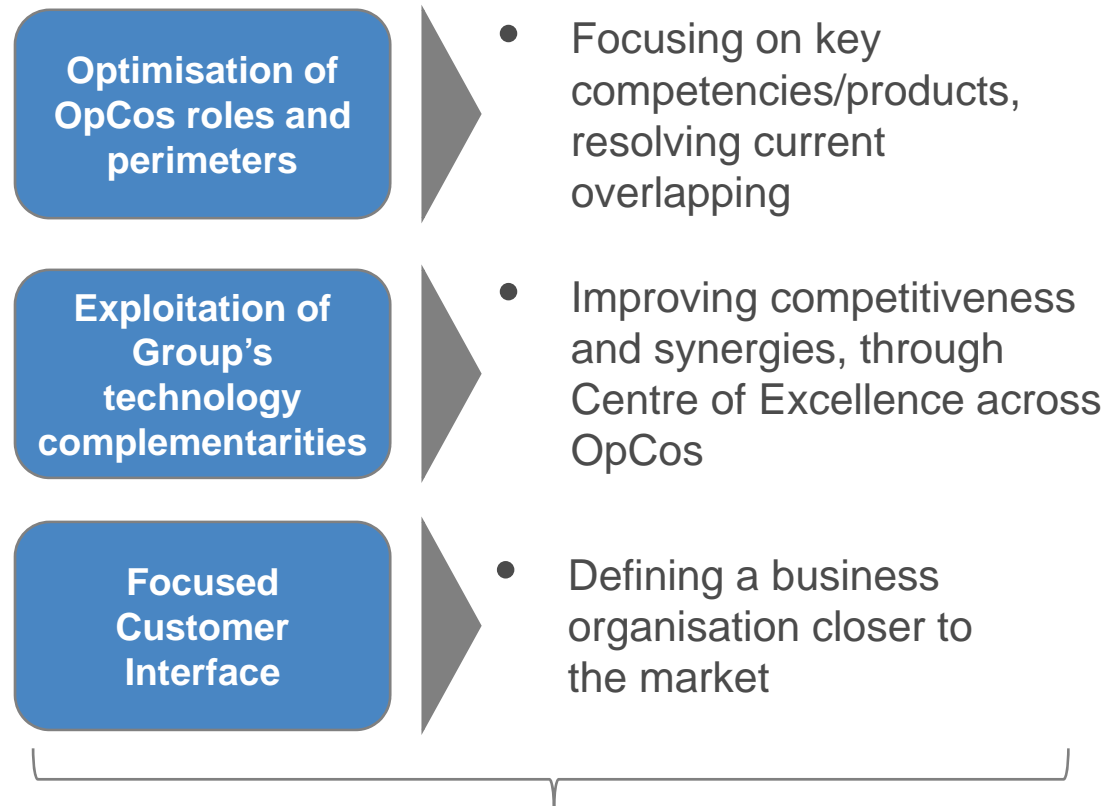 Optimisation of
OpCos roles and
perimeters
• Focusing on key
competencies/products,
resolving current
overlapping
Exploitation of
Group’s
technology
complementarities
• Improving competitiveness
and synergies, through
Centre of Excellence across
OpCos
Focused
Customer
Interface
• Defining a business
organisation closer to
the market